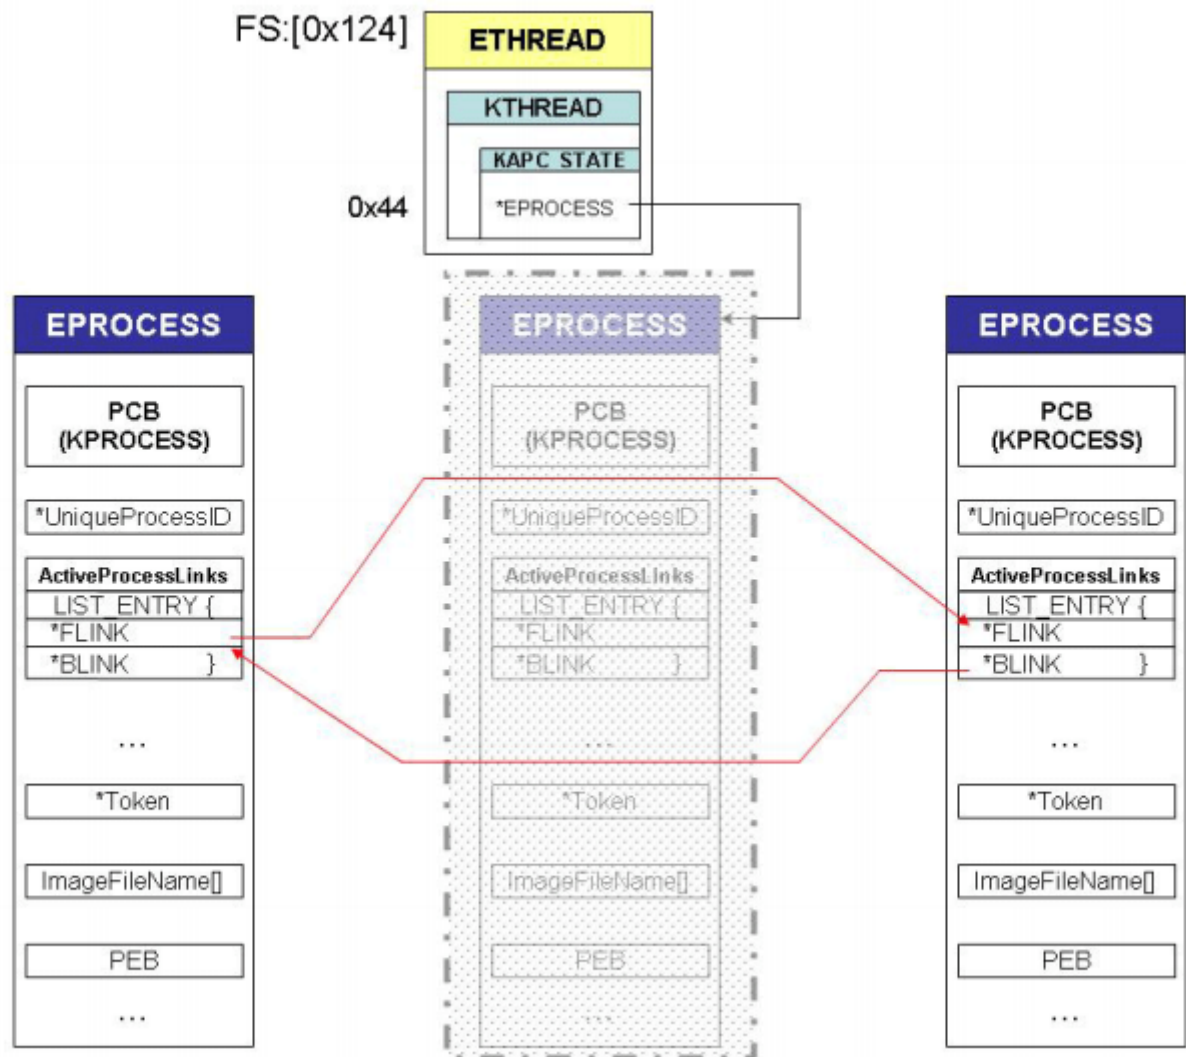 FS:[0x124]
ETHREAD
KTHREAD
KAPC STATE
0x44
*EPROCESS
EPROCESS
PCB
(KPROCESS)
*UniqueProcessID
ActiveProcessLinks
LIST_ENTRY {
*FLINK
*BLINK }
...
*Token
ImageFileName[]
PEB
...
EPROCESS
PCB
(KPROCESS)
*UniqueProcessID
ActiveProcessLinks
LIST_ENTRY {
*FLINK
*BLINK }
...
*Token
ImageFileName[]
PEB
...
EPROCESS
PCB
(KPROCESS)
*UniqueProcessID
ActiveProcessLinks
LIST_ENTRY {
*FLINK
*BLINK }
...
*Token
ImageFileName[]
PEB
...